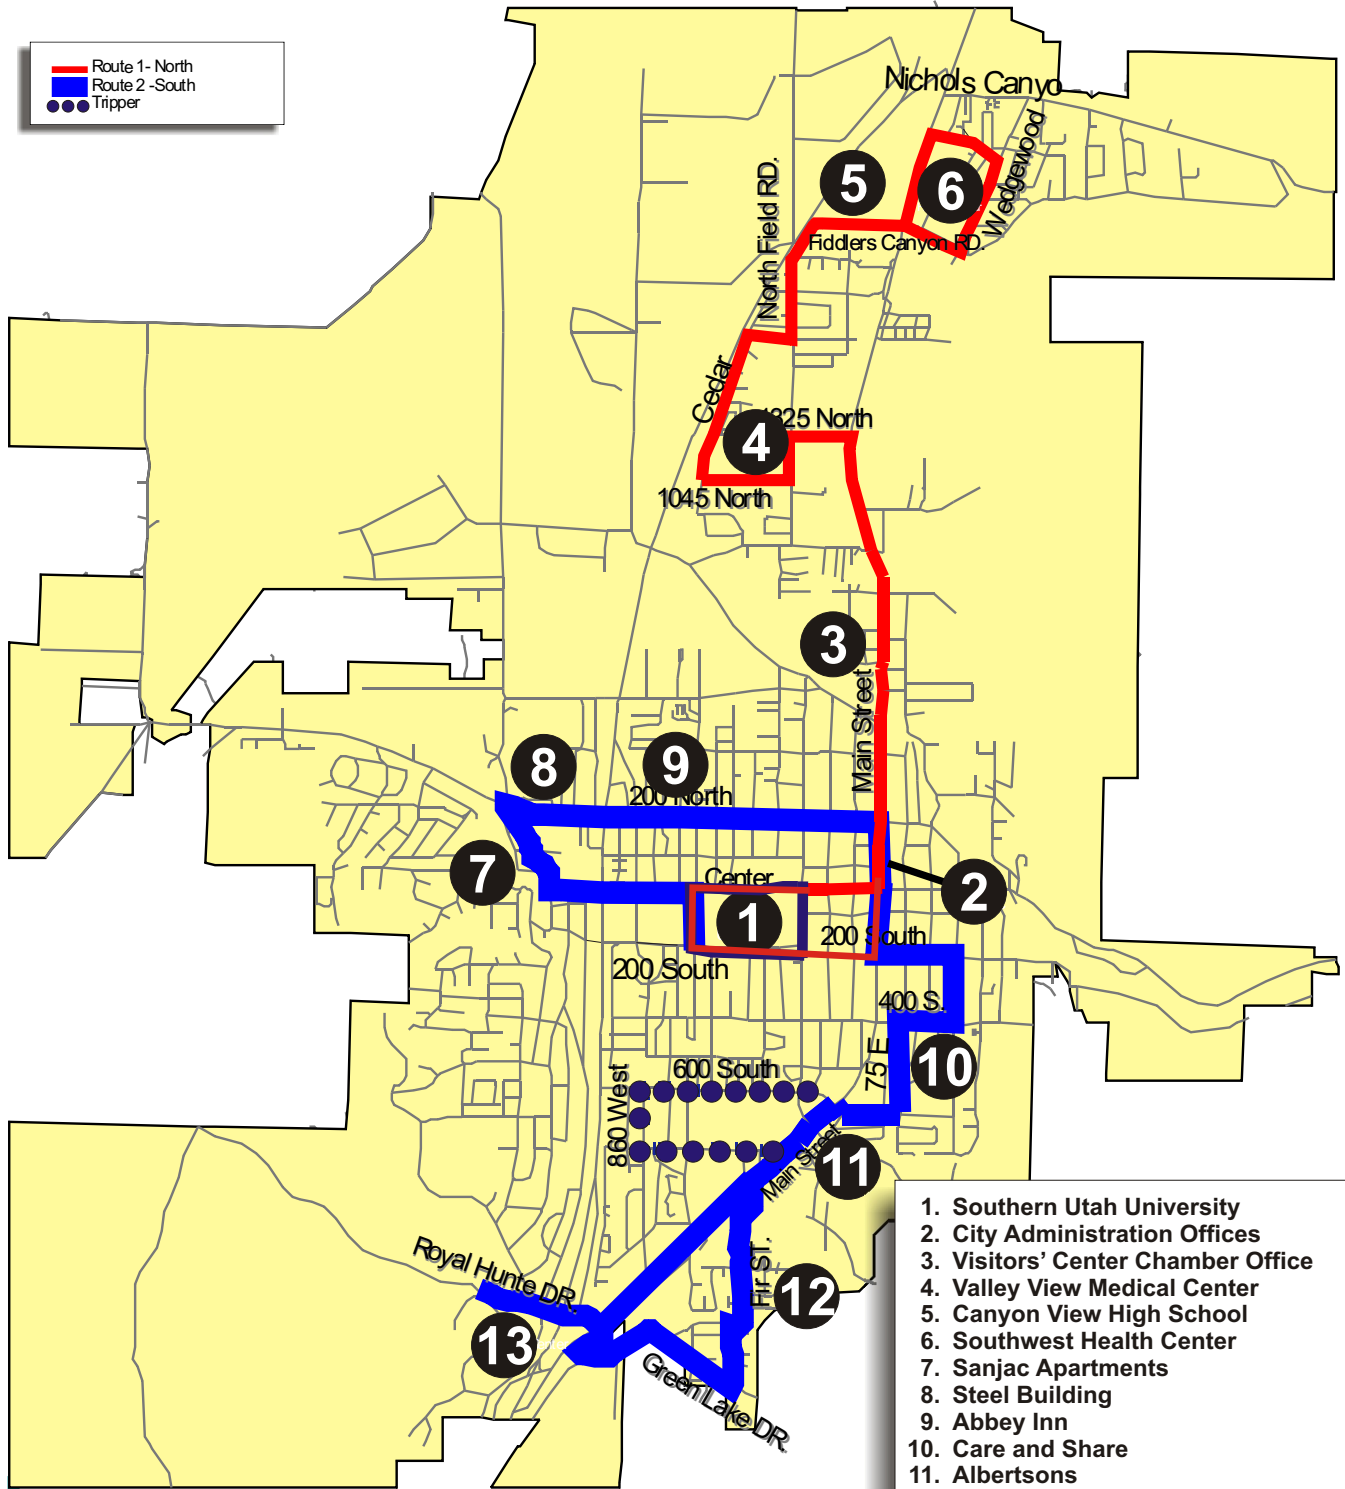 Route 1- North
Route 2 -South
Tripper
Nichols Canyo
Wedgewood
5
6
North Field RD.
Fiddlers Canyon RD.
Cedar
4
1045 North
3
Main Street
8
9
200 North
7
Center
1
2
200 South
200 South
400 S.
75 E
10
600 South
860 West
Main Street
11
Royal Hunte DR.
Fir ST.
12
13
Green Lake DR.
1. Southern Utah University
2. City Administration Offices
3. Visitors' Center Chamber Office
4. Valley View Medical Center
5. Canyon View High School
6. Southwest Health Center
7. Sanjac Apartments
8. Steel Building
9. Abbey Inn
10. Care and Share
11. Albertsons